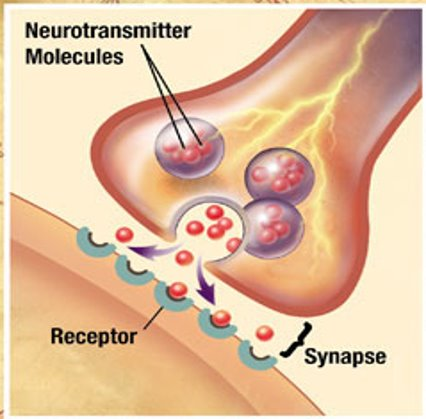 Neurotransmitter
Molecules
Receptor
Synapse